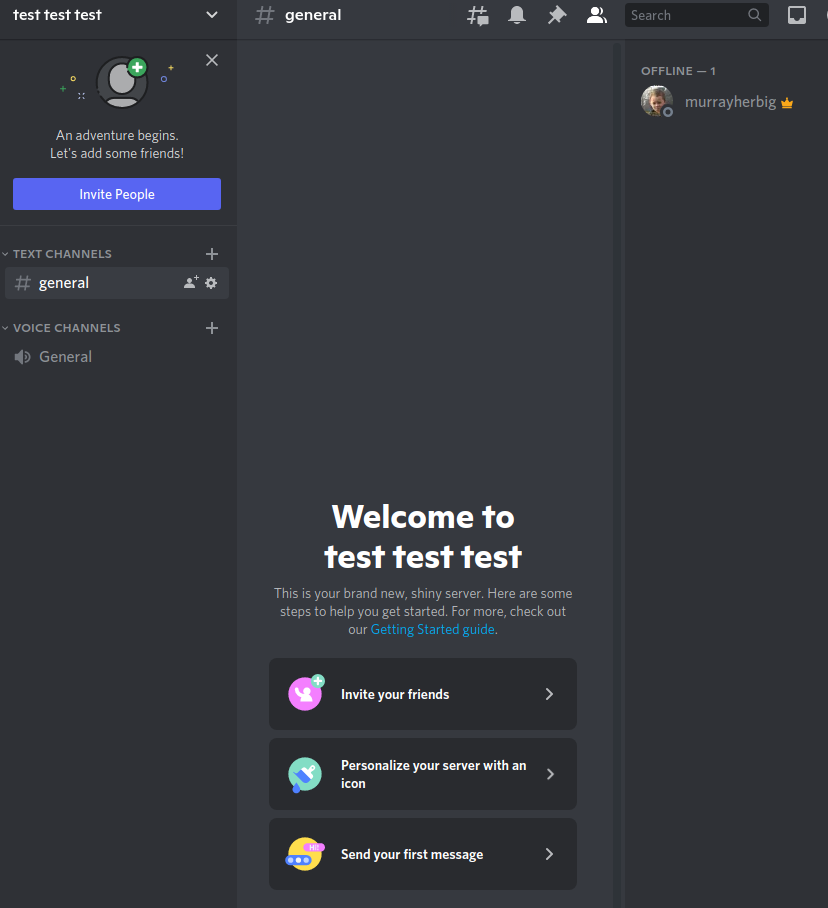 test test test
general
Search
An adventure begins.
Let's add some friends!
Invite People
TEXT CHANNELS
general
VOICE CHANNELS
General
Welcome to
test test test
This is your brand new, shiny server. Here are some
steps to help you get started. For more, check out
our Getting Started guide.
Invite your friends
Personalize your server with an
icon
HI!
Send your first message
OFFLINE — 1
murrayherbig